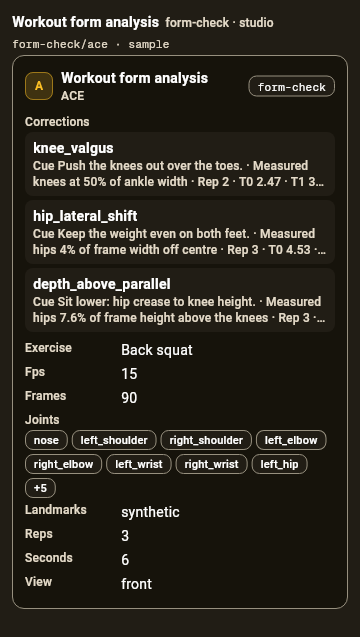 Workout form analysis form-check · studio
form-check/ace · sample
A
Workout form analysis
ACE
form-check
Corrections
knee_valgus
Cue Push the knees out over the toes. · Measured
knees at 50% of ankle width · Rep 2 · T0 2.47 · T1 3…
hip_lateral_shift
Cue Keep the weight even on both feet. · Measured
hips 4% of frame width off centre · Rep 3 · T0 4.53 ·…
depth_above_parallel
Cue Sit lower: hip crease to knee height. · Measured
hips 7.6% of frame height above the knees · Rep 3 ·…
Exercise Back squat
Fps 15
Frames 90
Joints
nose left_shoulder right_shoulder left_elbow
right_elbow left_wrist right_wrist left_hip
+5
Landmarks synthetic
Reps 3
Seconds 6
View front